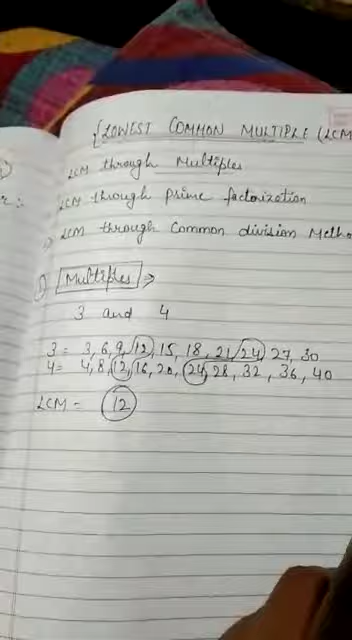 {LOWEST COMMON MULTIPLE (LCM
LCM through Multiples
LCM through prime factorization
LCM through Common division Metho
Multiples ⇒
3 and 4
3 = 3, 6, 9, 12, 15, 18, 21, 24, 27, 30
4 = 4, 8, 12, 16, 20, 24, 28, 32, 36, 40
LCM = 12